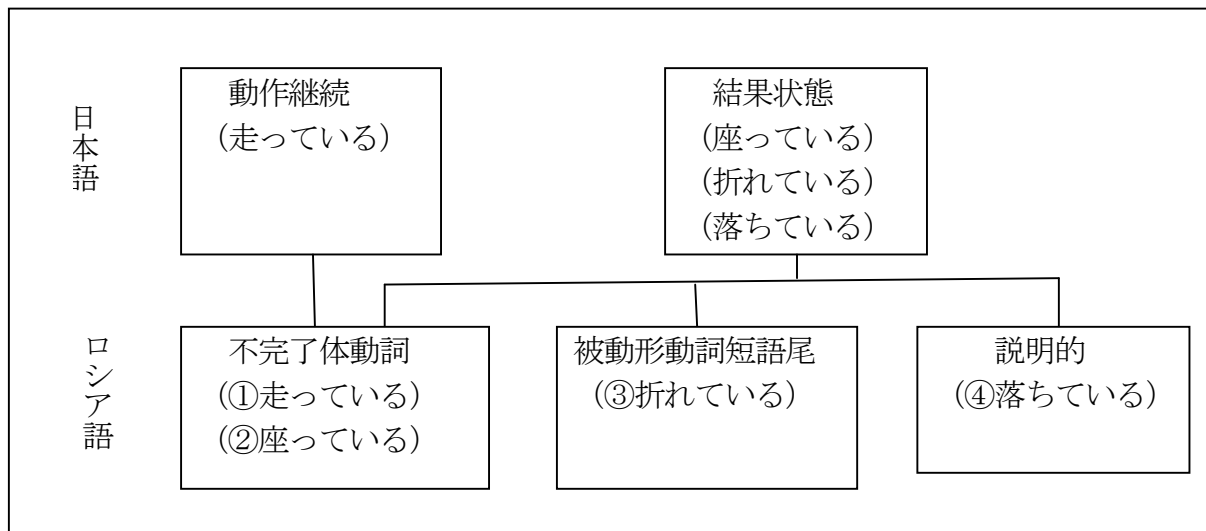 日本語
動作継続
（走っている）
結果状態
（座っている）
（折れている）
（落ちている）
ロシア語
不完了体動詞
（①走っている）
（②座っている）
被動形動詞短語尾
（③折れている）
説明的
（④落ちている）